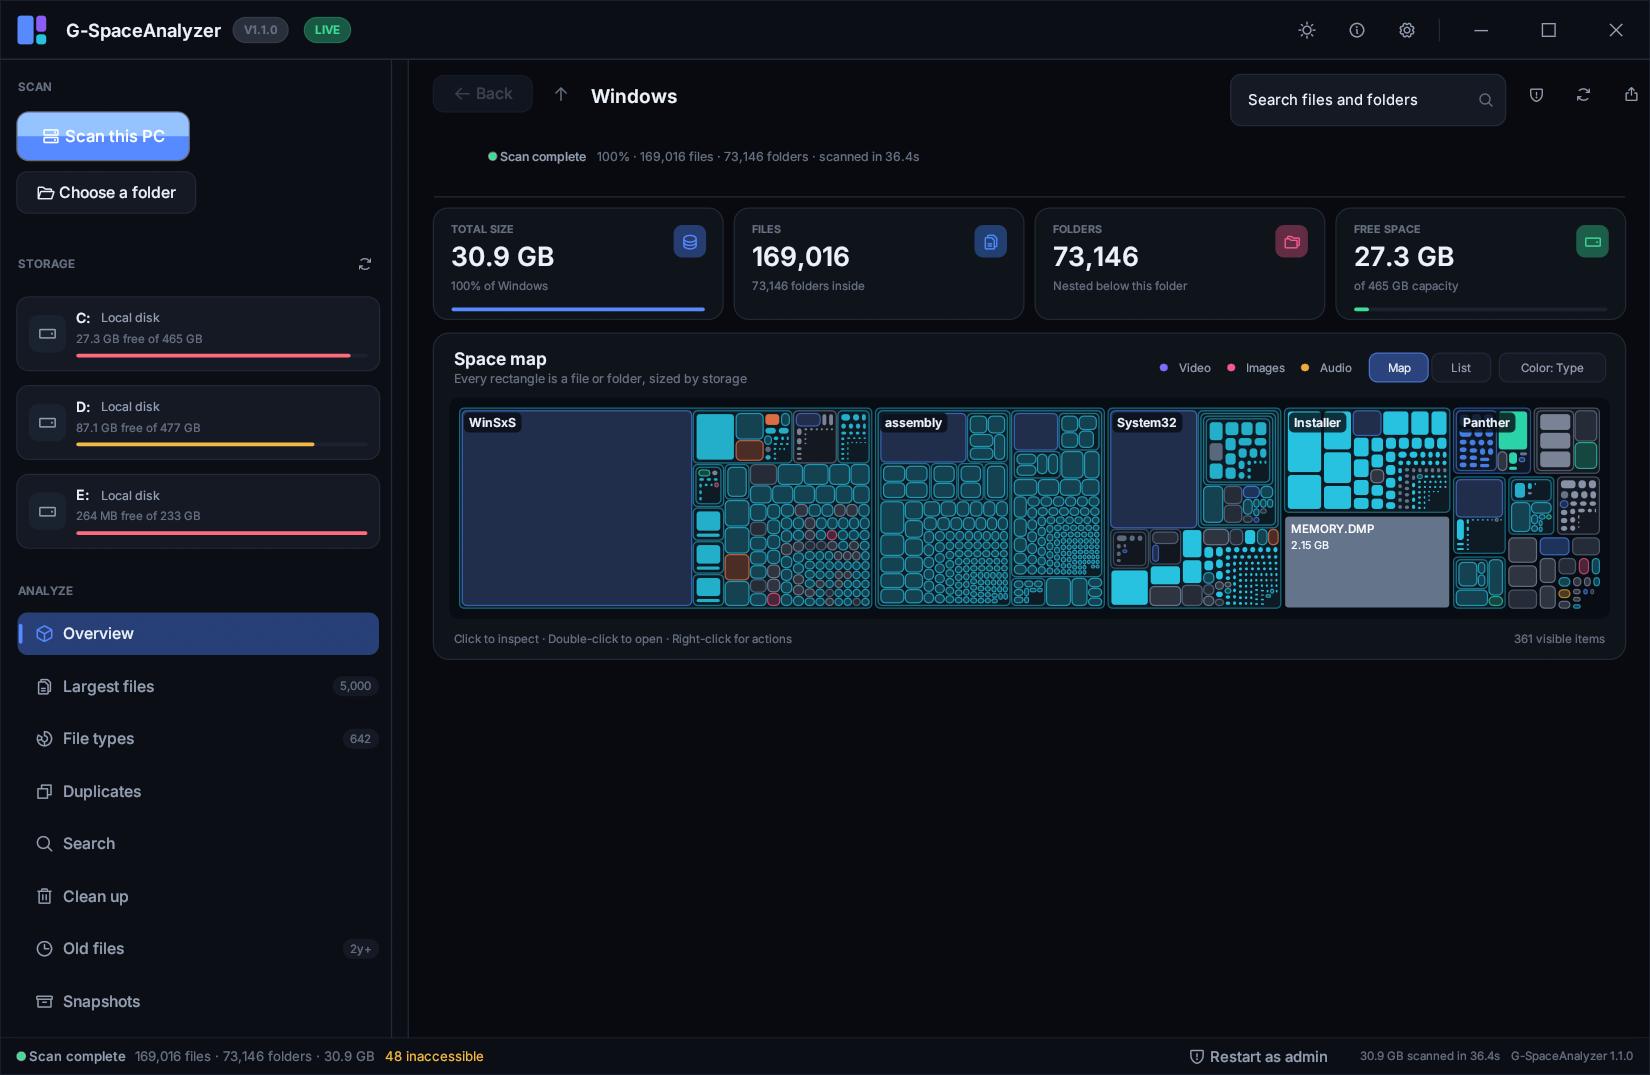 G-SpaceAnalyzer V1.1.0 LIVE
SCAN
Scan this PC
Choose a folder
STORAGE
C: Local disk
27.3 GB free of 465 GB
D: Local disk
87.1 GB free of 477 GB
E: Local disk
264 MB free of 233 GB
ANALYZE
Overview
Largest files 5,000
File types 642
Duplicates
Search
Clean up
Old files 2y+
Snapshots
Back
Windows
Search files and folders
Scan complete 100% · 169,016 files · 73,146 folders · scanned in 36.4s
TOTAL SIZE
30.9 GB
100% of Windows
FILES
169,016
73,146 folders inside
FOLDERS
73,146
Nested below this folder
FREE SPACE
27.3 GB
of 465 GB capacity
Space map
Every rectangle is a file or folder, sized by storage
Video Images Audio Map List Color: Type
WinSxS
assembly
System32
Installer
Panther
MEMORY.DMP
2.15 GB
Click to inspect · Double-click to open · Right-click for actions
361 visible items
Scan complete 169,016 files · 73,146 folders · 30.9 GB 48 inaccessible
Restart as admin
30.9 GB scanned in 36.4s G-SpaceAnalyzer 1.1.0